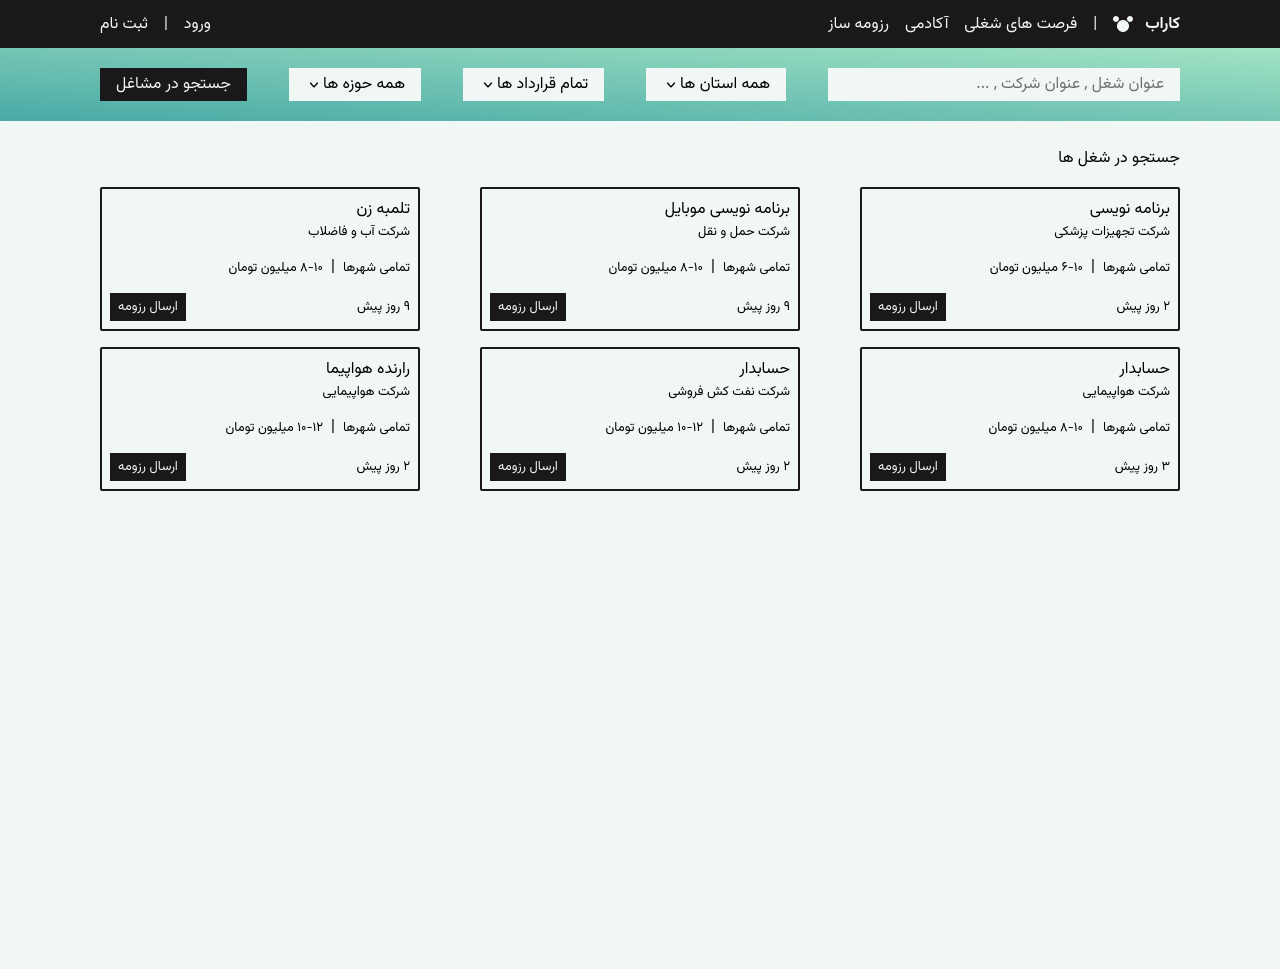 کاراب | فرصت های شغلی آکادمی رزومه ساز ورود | ثبت نام
عنوان شغل , عنوان شرکت , ... همه استان ها تمام قرارداد ها همه حوزه ها جستجو در مشاغل
جستجو در شغل ها
برنامه نویسی
شرکت تجهیزات پزشکی
تمامی شهرها | ۶-۱۰ میلیون تومان
۲ روز پیش ارسال رزومه
برنامه نویسی موبایل
شرکت حمل و نقل
تمامی شهرها | ۸-۱۰ میلیون تومان
۹ روز پیش ارسال رزومه
تلمبه زن
شرکت آب و فاضلاب
تمامی شهرها | ۸-۱۰ میلیون تومان
۹ روز پیش ارسال رزومه
حسابدار
شرکت هواپیمایی
تمامی شهرها | ۸-۱۰ میلیون تومان
۳ روز پیش ارسال رزومه
حسابدار
شرکت نفت کش فروشی
تمامی شهرها | ۱۰-۱۲ میلیون تومان
۲ روز پیش ارسال رزومه
رارنده هواپیما
شرکت هواپیمایی
تمامی شهرها | ۱۰-۱۲ میلیون تومان
۲ روز پیش ارسال رزومه